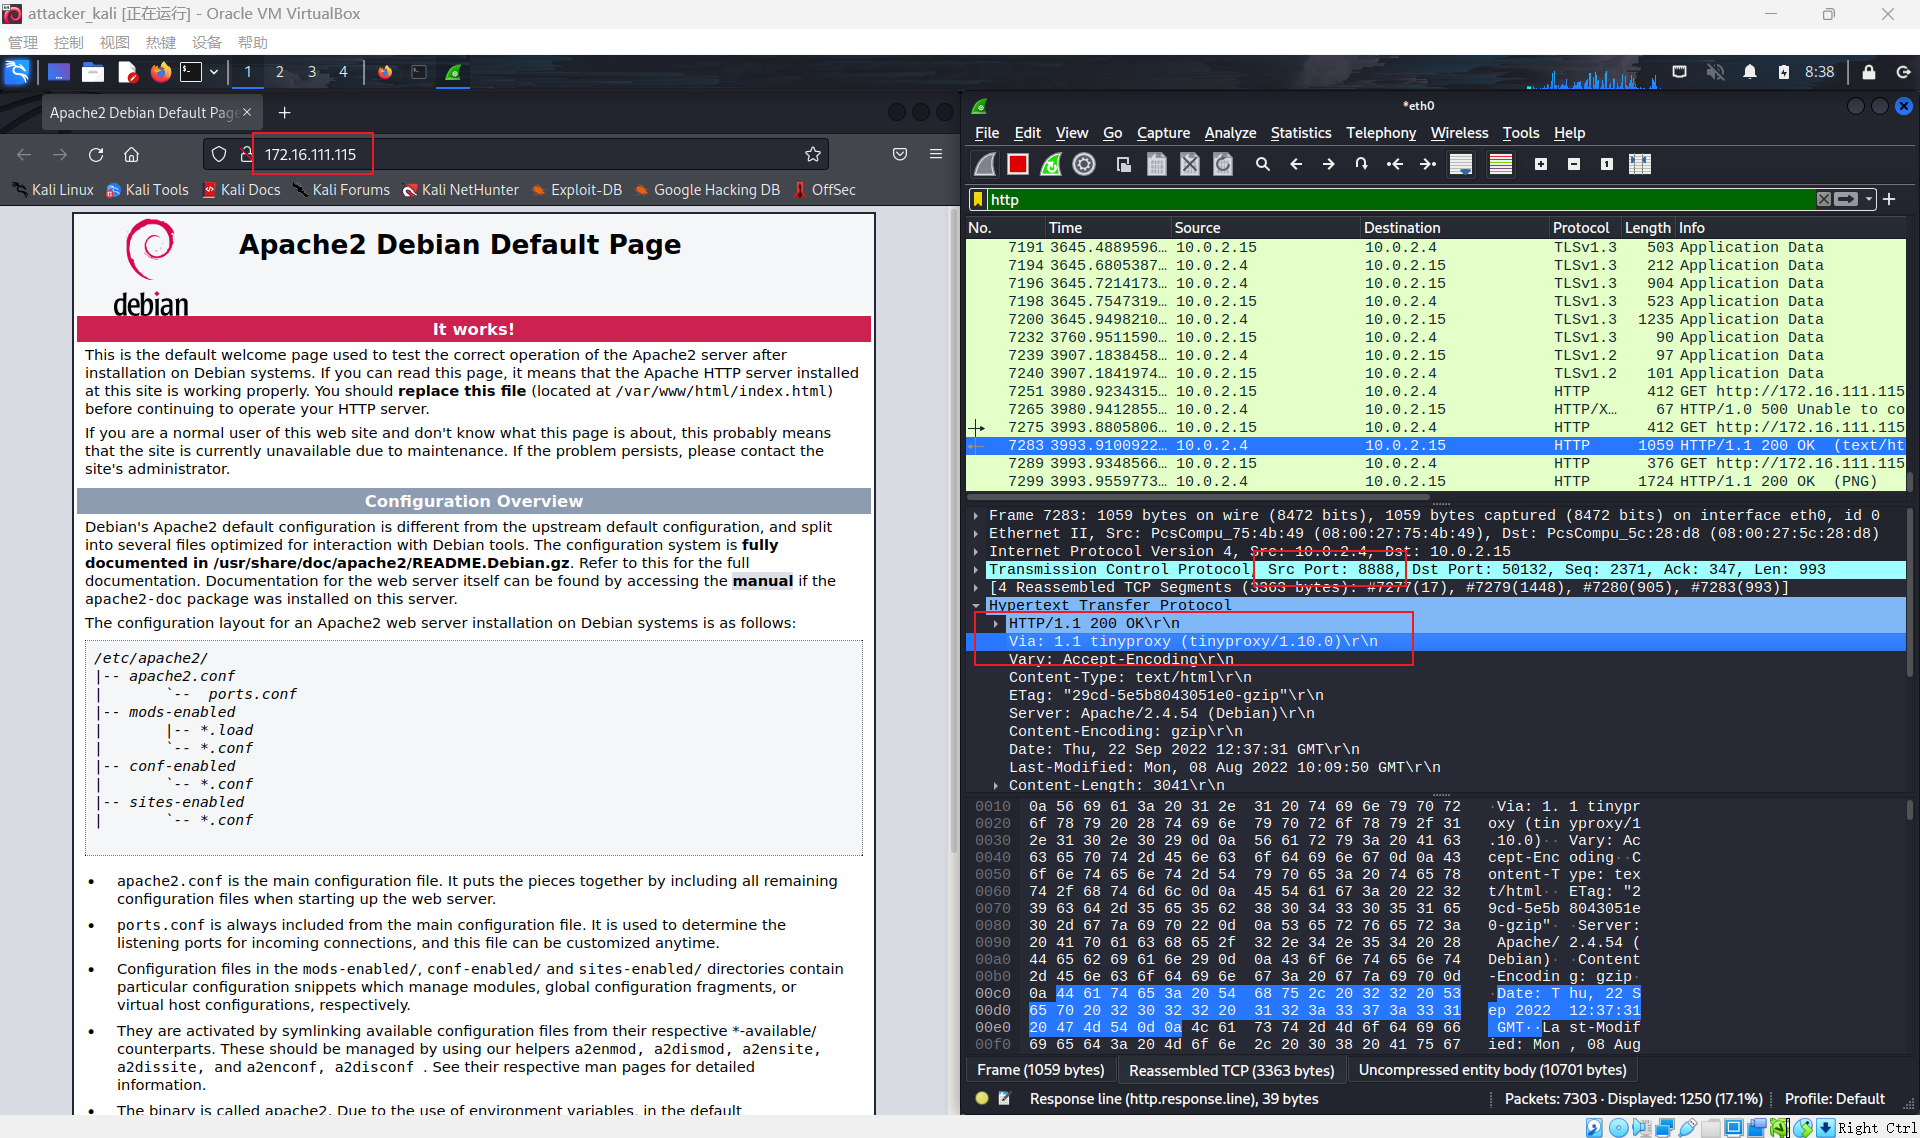 attacker_kali [正在运行] - Oracle VM VirtualBox
管理 控制 视图 热键 设备 帮助
1 2 3 4
8:38
Apache2 Debian Default Page
172.16.111.115
Kali Linux Kali Tools Kali Docs Kali Forums Kali NetHunter Exploit-DB Google Hacking DB OffSec
debian
Apache2 Debian Default Page
It works!
This is the default welcome page used to test the correct operation of the Apache2 server after
installation on Debian systems. If you can read this page, it means that the Apache HTTP server installed
at this site is working properly. You should replace this file (located at /var/www/html/index.html)
before continuing to operate your HTTP server.
If you are a normal user of this web site and don't know what this page is about, this probably means
that the site is currently unavailable due to maintenance. If the problem persists, please contact the
site's administrator.
Configuration Overview
Debian's Apache2 default configuration is different from the upstream default configuration, and split
into several files optimized for interaction with Debian tools. The configuration system is fully
documented in /usr/share/doc/apache2/README.Debian.gz. Refer to this for the full
documentation. Documentation for the web server itself can be found by accessing the manual if the
apache2-doc package was installed on this server.
The configuration layout for an Apache2 web server installation on Debian systems is as follows:
/etc/apache2/
|-- apache2.conf
|       `--  ports.conf
|-- mods-enabled
|       |-- *.load
|       `-- *.conf
|-- conf-enabled
|       `-- *.conf
|-- sites-enabled
|       `-- *.conf
• apache2.conf is the main configuration file. It puts the pieces together by including all remaining
configuration files when starting up the web server.
• ports.conf is always included from the main configuration file. It is used to determine the
listening ports for incoming connections, and this file can be customized anytime.
• Configuration files in the mods-enabled/, conf-enabled/ and sites-enabled/ directories contain
particular configuration snippets which manage modules, global configuration fragments, or
virtual host configurations, respectively.
• They are activated by symlinking available configuration files from their respective *-available/
counterparts. These should be managed by using our helpers a2enmod, a2dismod, a2ensite,
a2dissite, and a2enconf, a2disconf . See their respective man pages for detailed
information.
• The binary is called apache2. Due to the use of environment variables, in the default
*eth0
File Edit View Go Capture Analyze Statistics Telephony Wireless Tools Help
http
No. Time Source Destination Protocol Length Info
7191 3645.4889596… 10.0.2.15 10.0.2.4 TLSv1.3 503 Application Data
7194 3645.6805387… 10.0.2.4 10.0.2.15 TLSv1.3 212 Application Data
7196 3645.7214173… 10.0.2.4 10.0.2.15 TLSv1.3 904 Application Data
7198 3645.7547319… 10.0.2.15 10.0.2.4 TLSv1.3 523 Application Data
7200 3645.9498210… 10.0.2.4 10.0.2.15 TLSv1.3 1235 Application Data
7232 3760.9511590… 10.0.2.15 10.0.2.4 TLSv1.3 90 Application Data
7239 3907.1838458… 10.0.2.4 10.0.2.15 TLSv1.2 97 Application Data
7240 3907.1841974… 10.0.2.4 10.0.2.15 TLSv1.2 101 Application Data
7251 3980.9234315… 10.0.2.15 10.0.2.4 HTTP 412 GET http://172.16.111.115
7265 3980.9412855… 10.0.2.4 10.0.2.15 HTTP/X… 67 HTTP/1.0 500 Unable to co
7275 3993.8805806… 10.0.2.15 10.0.2.4 HTTP 412 GET http://172.16.111.115
7283 3993.9100922… 10.0.2.4 10.0.2.15 HTTP 1059 HTTP/1.1 200 OK  (text/ht
7289 3993.9348566… 10.0.2.15 10.0.2.4 HTTP 376 GET http://172.16.111.115
7299 3993.9559773… 10.0.2.4 10.0.2.15 HTTP 1724 HTTP/1.1 200 OK  (PNG)
Frame 7283: 1059 bytes on wire (8472 bits), 1059 bytes captured (8472 bits) on interface eth0, id 0
Ethernet II, Src: PcsCompu_75:4b:49 (08:00:27:75:4b:49), Dst: PcsCompu_5c:28:d8 (08:00:27:5c:28:d8)
Internet Protocol Version 4, Src: 10.0.2.4, Dst: 10.0.2.15
Transmission Control Protocol, Src Port: 8888, Dst Port: 50132, Seq: 2371, Ack: 347, Len: 993
[4 Reassembled TCP Segments (3363 bytes): #7277(17), #7279(1448), #7280(905), #7283(993)]
Hypertext Transfer Protocol
HTTP/1.1 200 OK\r\n
Via: 1.1 tinyproxy (tinyproxy/1.10.0)\r\n
Vary: Accept-Encoding\r\n
Content-Type: text/html\r\n
ETag: "29cd-5e5b8043051e0-gzip"\r\n
Server: Apache/2.4.54 (Debian)\r\n
Content-Encoding: gzip\r\n
Date: Thu, 22 Sep 2022 12:37:31 GMT\r\n
Last-Modified: Mon, 08 Aug 2022 10:09:50 GMT\r\n
Content-Length: 3041\r\n
0010 0a 56 69 61 3a 20 31 2e 31 20 74 69 6e 79 70 72 ·Via: 1. 1 tinypr
0020 6f 78 79 20 28 74 69 6e 79 70 72 6f 78 79 2f 31 oxy (tin yproxy/1
0030 2e 31 30 2e 30 29 0d 0a 56 61 72 79 3a 20 41 63 .10.0)·· Vary: Ac
0040 63 65 70 74 2d 45 6e 63 6f 64 69 6e 67 0d 0a 43 cept-Enc oding··C
0050 6f 6e 74 65 6e 74 2d 54 79 70 65 3a 20 74 65 78 ontent-T ype: tex
0060 74 2f 68 74 6d 6c 0d 0a 45 54 61 67 3a 20 22 32 t/html·· ETag: "2
0070 39 63 64 2d 35 65 35 62 38 30 34 33 30 35 31 65 9cd-5e5b 8043051e
0080 30 2d 67 7a 69 70 22 0d 0a 53 65 72 76 65 72 3a 0-gzip"· ·Server:
0090 20 41 70 61 63 68 65 2f 32 2e 34 2e 35 34 20 28 Apache/ 2.4.54 (
00a0 44 65 62 69 61 6e 29 0d 0a 43 6f 6e 74 65 6e 74 Debian)· ·Content
00b0 2d 45 6e 63 6f 64 69 6e 67 3a 20 67 7a 69 70 0d -Encodin g: gzip·
00c0 0a 44 61 74 65 3a 20 54 68 75 2c 20 32 32 20 53 ·Date: T hu, 22 S
00d0 65 70 20 32 30 32 32 20 31 32 3a 33 37 3a 33 31 ep 2022 12:37:31
00e0 20 47 4d 54 0d 0a 4c 61 73 74 2d 4d 6f 64 69 66 GMT··La st-Modif
00f0 69 65 64 3a 20 4d 6f 6e 2c 20 30 38 20 41 75 67 ied: Mon , 08 Aug
Frame (1059 bytes) Reassembled TCP (3363 bytes) Uncompressed entity body (10701 bytes)
Response line (http.response.line), 39 bytes Packets: 7303 · Displayed: 1250 (17.1%) Profile: Default
Right Ctrl